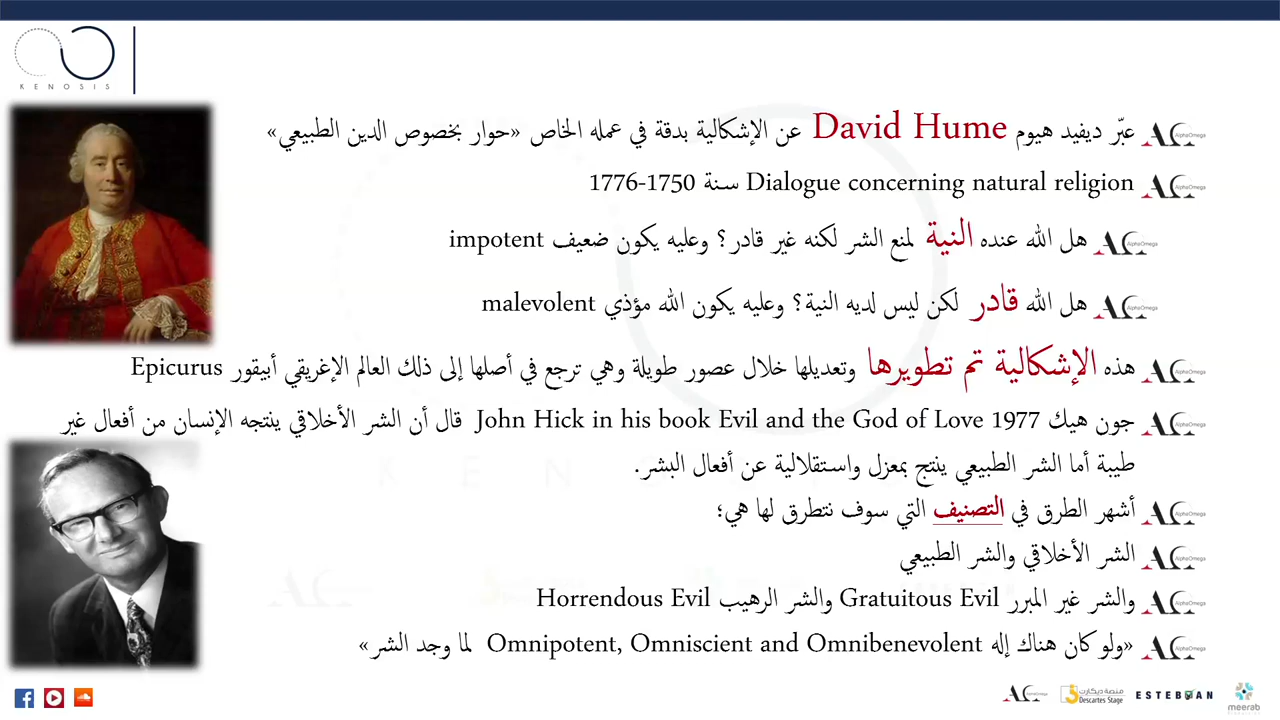 KENOSIS
عبّر ديفيد هيوم David Hume عن الإشكالية بدقة في عمله الخاص «حوار بخصوص الدين الطبيعي»
Dialogue concerning natural religion سنة 1750-1776
هل الله عنده النية لمنع الشر لكنه غير قادر؟ وعليه يكون ضعيف impotent
هل الله قادر لكن ليس لديه النية؟ وعليه يكون الله مؤذي malevolent
هذه الإشكالية تم تطويرها وتعديلها خلال عصور طويلة وهي ترجع في أصلها إلى ذلك العالم الإغريقي أبيقور Epicurus
جون هيك John Hick in his book Evil and the God of Love 1977 قال أن الشر الأخلاقي ينتجه الإنسان من أفعال غير
طيبة أما الشر الطبيعي ينتج بمعزل واستقلالية عن أفعال البشر.
أشهر الطرق في التصنيف التي سوف نتطرق لها هي؛
الشر الأخلاقي والشر الطبيعي
والشر غير المبرر Gratuitous Evil والشر الرهيب Horrendous Evil
«ولو كان هناك إله Omnipotent, Omniscient and Omnibenevolent لما وجد الشر»
AlphaOmega
منصة ديكارت
Descartes Stage
ESTEBVAN
meerab